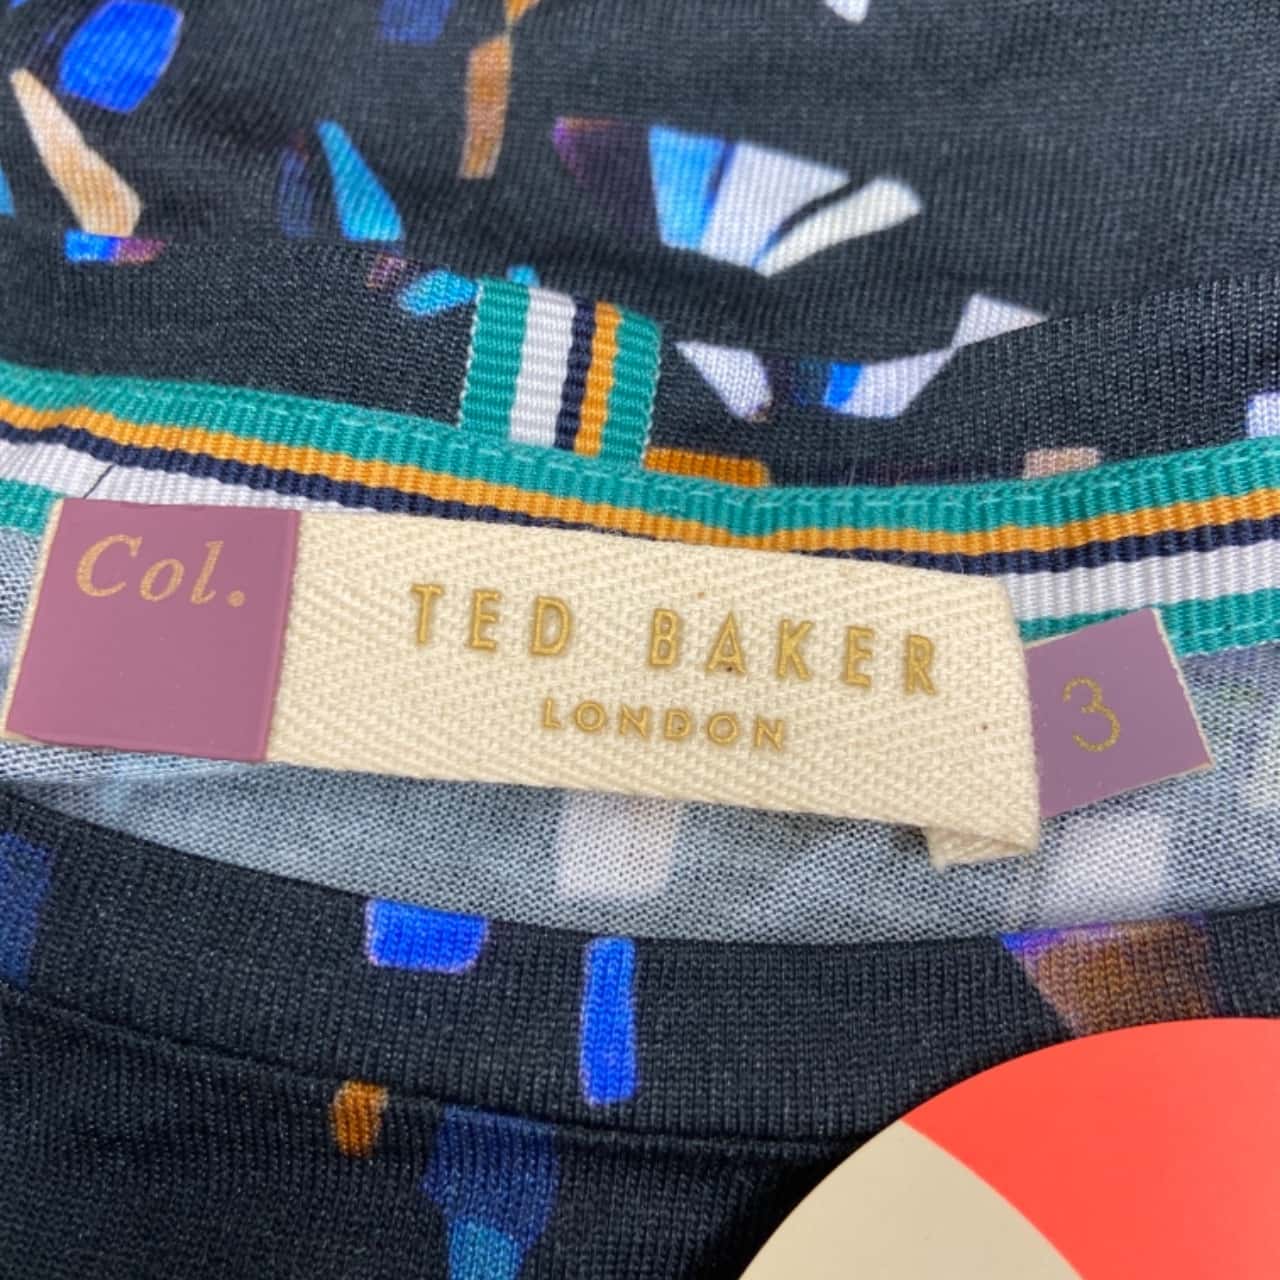 Col.
TED BAKER
LONDON
3